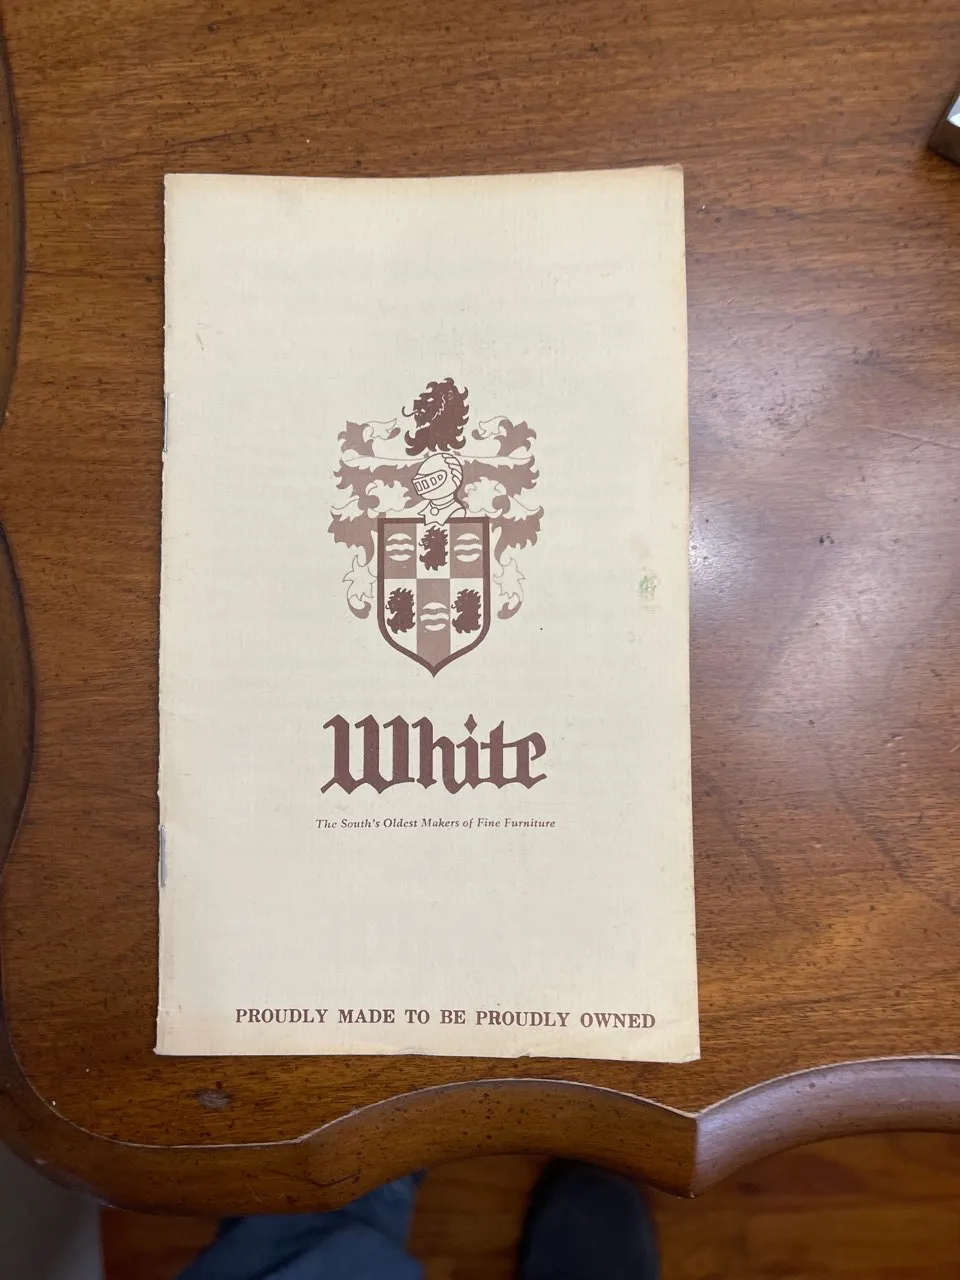 White
The South's Oldest Makers of Fine Furniture
PROUDLY MADE TO BE PROUDLY OWNED